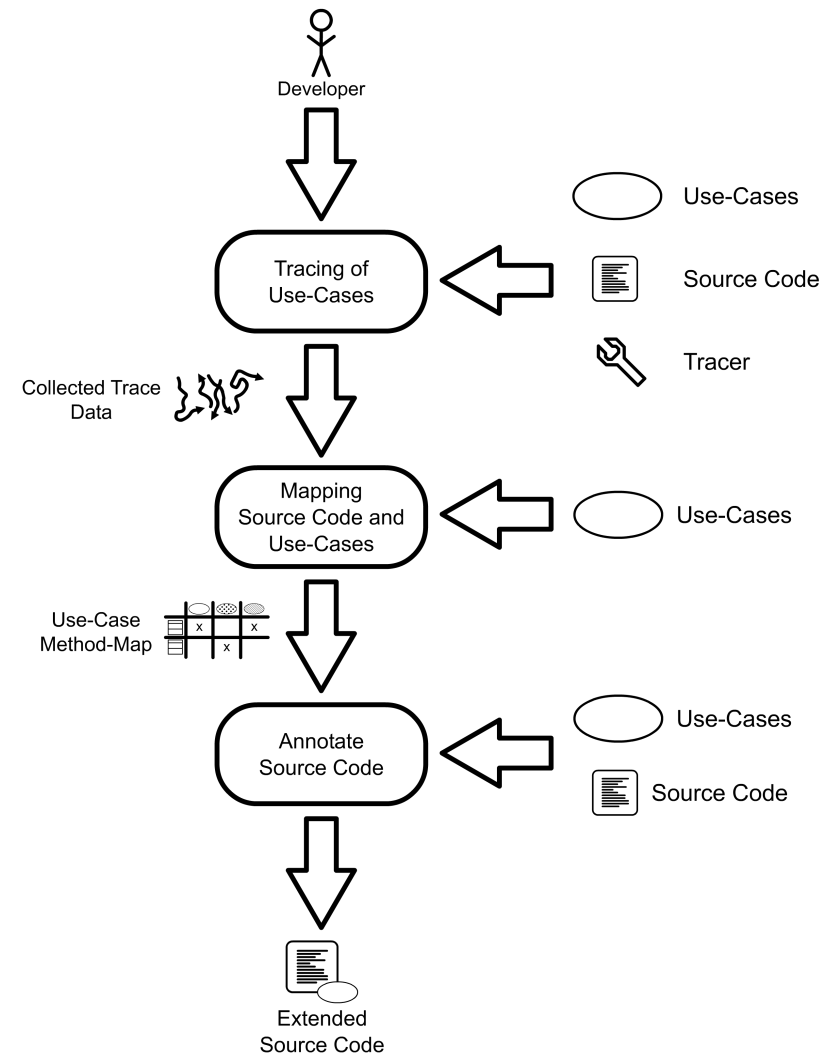 Developer
Use-Cases
Tracing of
Use-Cases
Source Code
Tracer
Collected Trace
Data
Mapping
Source Code and
Use-Cases
Use-Cases
Use-Case
Method-Map
x x
x
Use-Cases
Annotate
Source Code
Source Code
Extended
Source Code